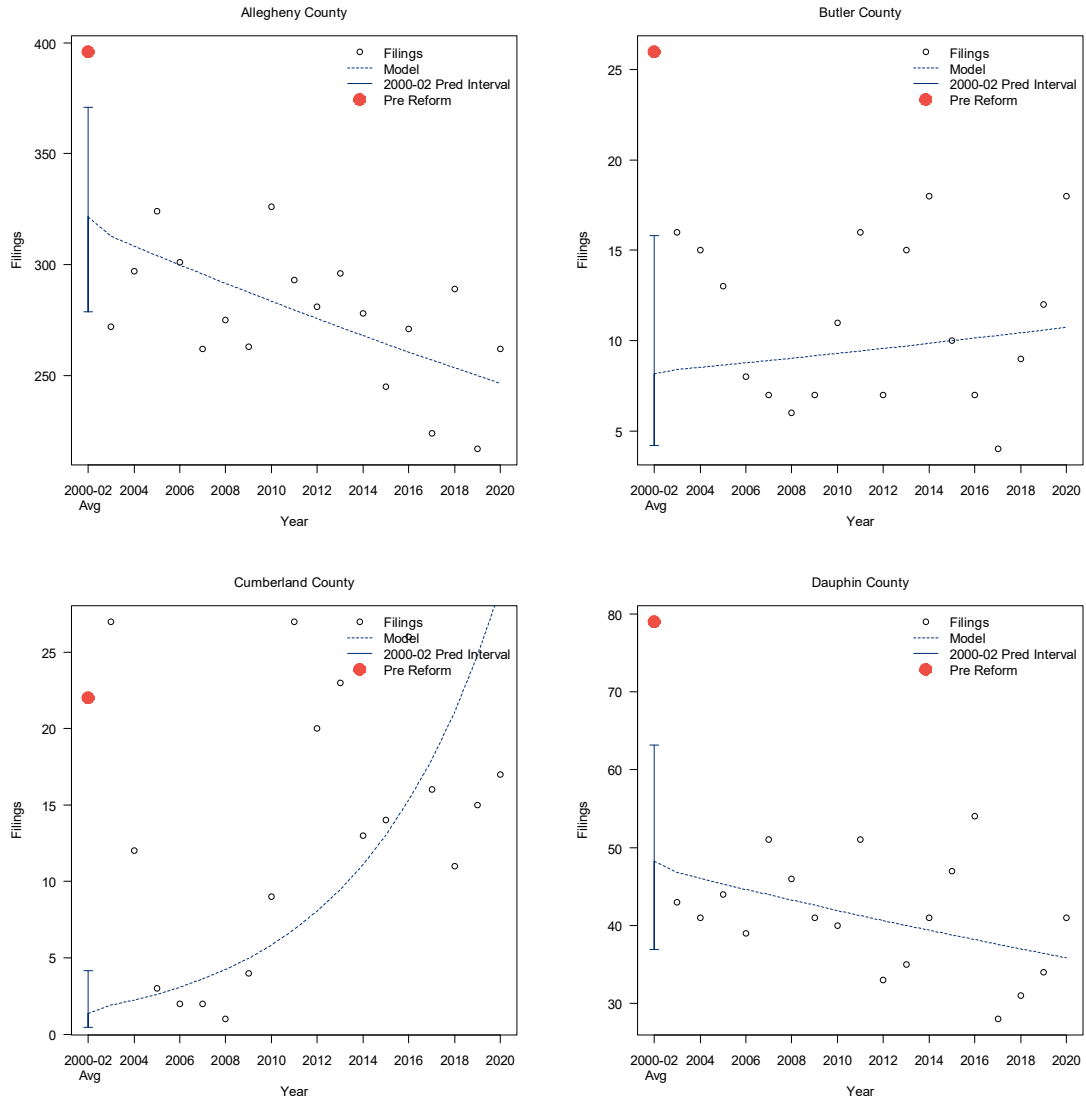 Allegheny County
Filings
Model
2000-02 Pred Interval
Pre Reform
400
350
300
250
Filings
2000-02 Avg
2004
2006
2008
2010
2012
2014
2016
2018
2020
Year
Butler County
Filings
Model
2000-02 Pred Interval
Pre Reform
25
20
15
10
5
Filings
2000-02 Avg
2004
2006
2008
2010
2012
2014
2016
2018
2020
Year
Cumberland County
Filings
Model
2000-02 Pred Interval
Pre Reform
25
20
15
10
5
0
Filings
2000-02 Avg
2004
2006
2008
2010
2012
2014
2016
2018
2020
Year
Dauphin County
Filings
Model
2000-02 Pred Interval
Pre Reform
80
70
60
50
40
30
Filings
2000-02 Avg
2004
2006
2008
2010
2012
2014
2016
2018
2020
Year